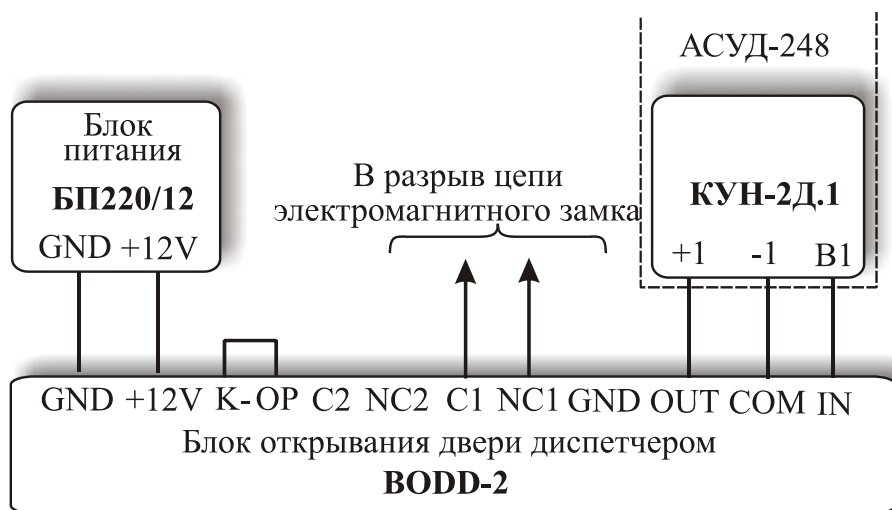 АСУД-248
Блок
питания
БП220/12
GND +12V
В разрыв цепи
электромагнитного замка
КУН-2Д.1
+1 -1 В1
GND +12V K- OP C2 NC2 C1 NC1 GND OUT COM IN
Блок открывания двери диспетчером
BODD-2